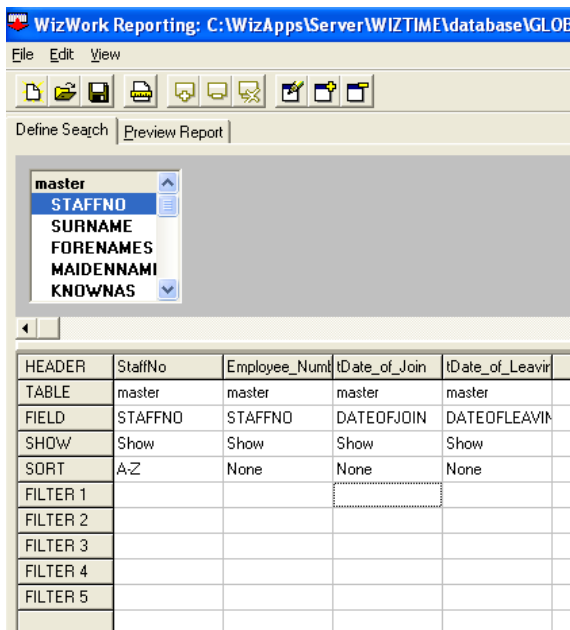 WizWork Reporting: C:\WizApps\Server\WIZTIME\database\GLOB
File Edit View
Define Search Preview Report
master
STAFFNO
SURNAME
FORENAMES
MAIDENNAM
KNOWNAS
HEADER StaffNo Employee_Numb tDate_of_Join tDate_of_Leavin
TABLE master master master master
FIELD STAFFNO STAFFNO DATEOFJOIN DATEOFLEAVIN
SHOW Show Show Show Show
SORT A-Z None None None
FILTER 1
FILTER 2
FILTER 3
FILTER 4
FILTER 5